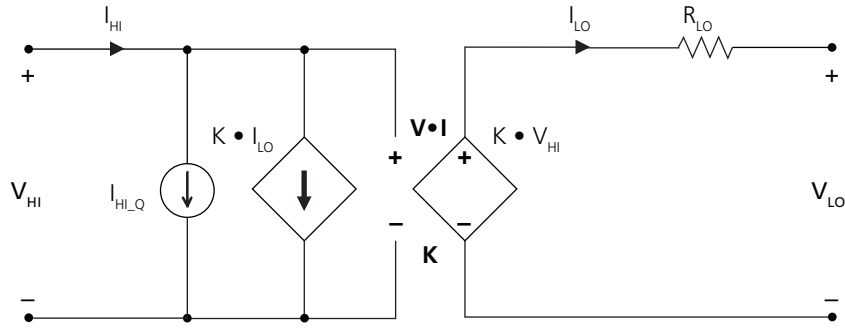 I_HI
I_LO
R_LO
+
+
K • I_LO
V•I
K • V_HI
+
+
V_HI
I_HI_Q
V_LO
–
–
K
–
–